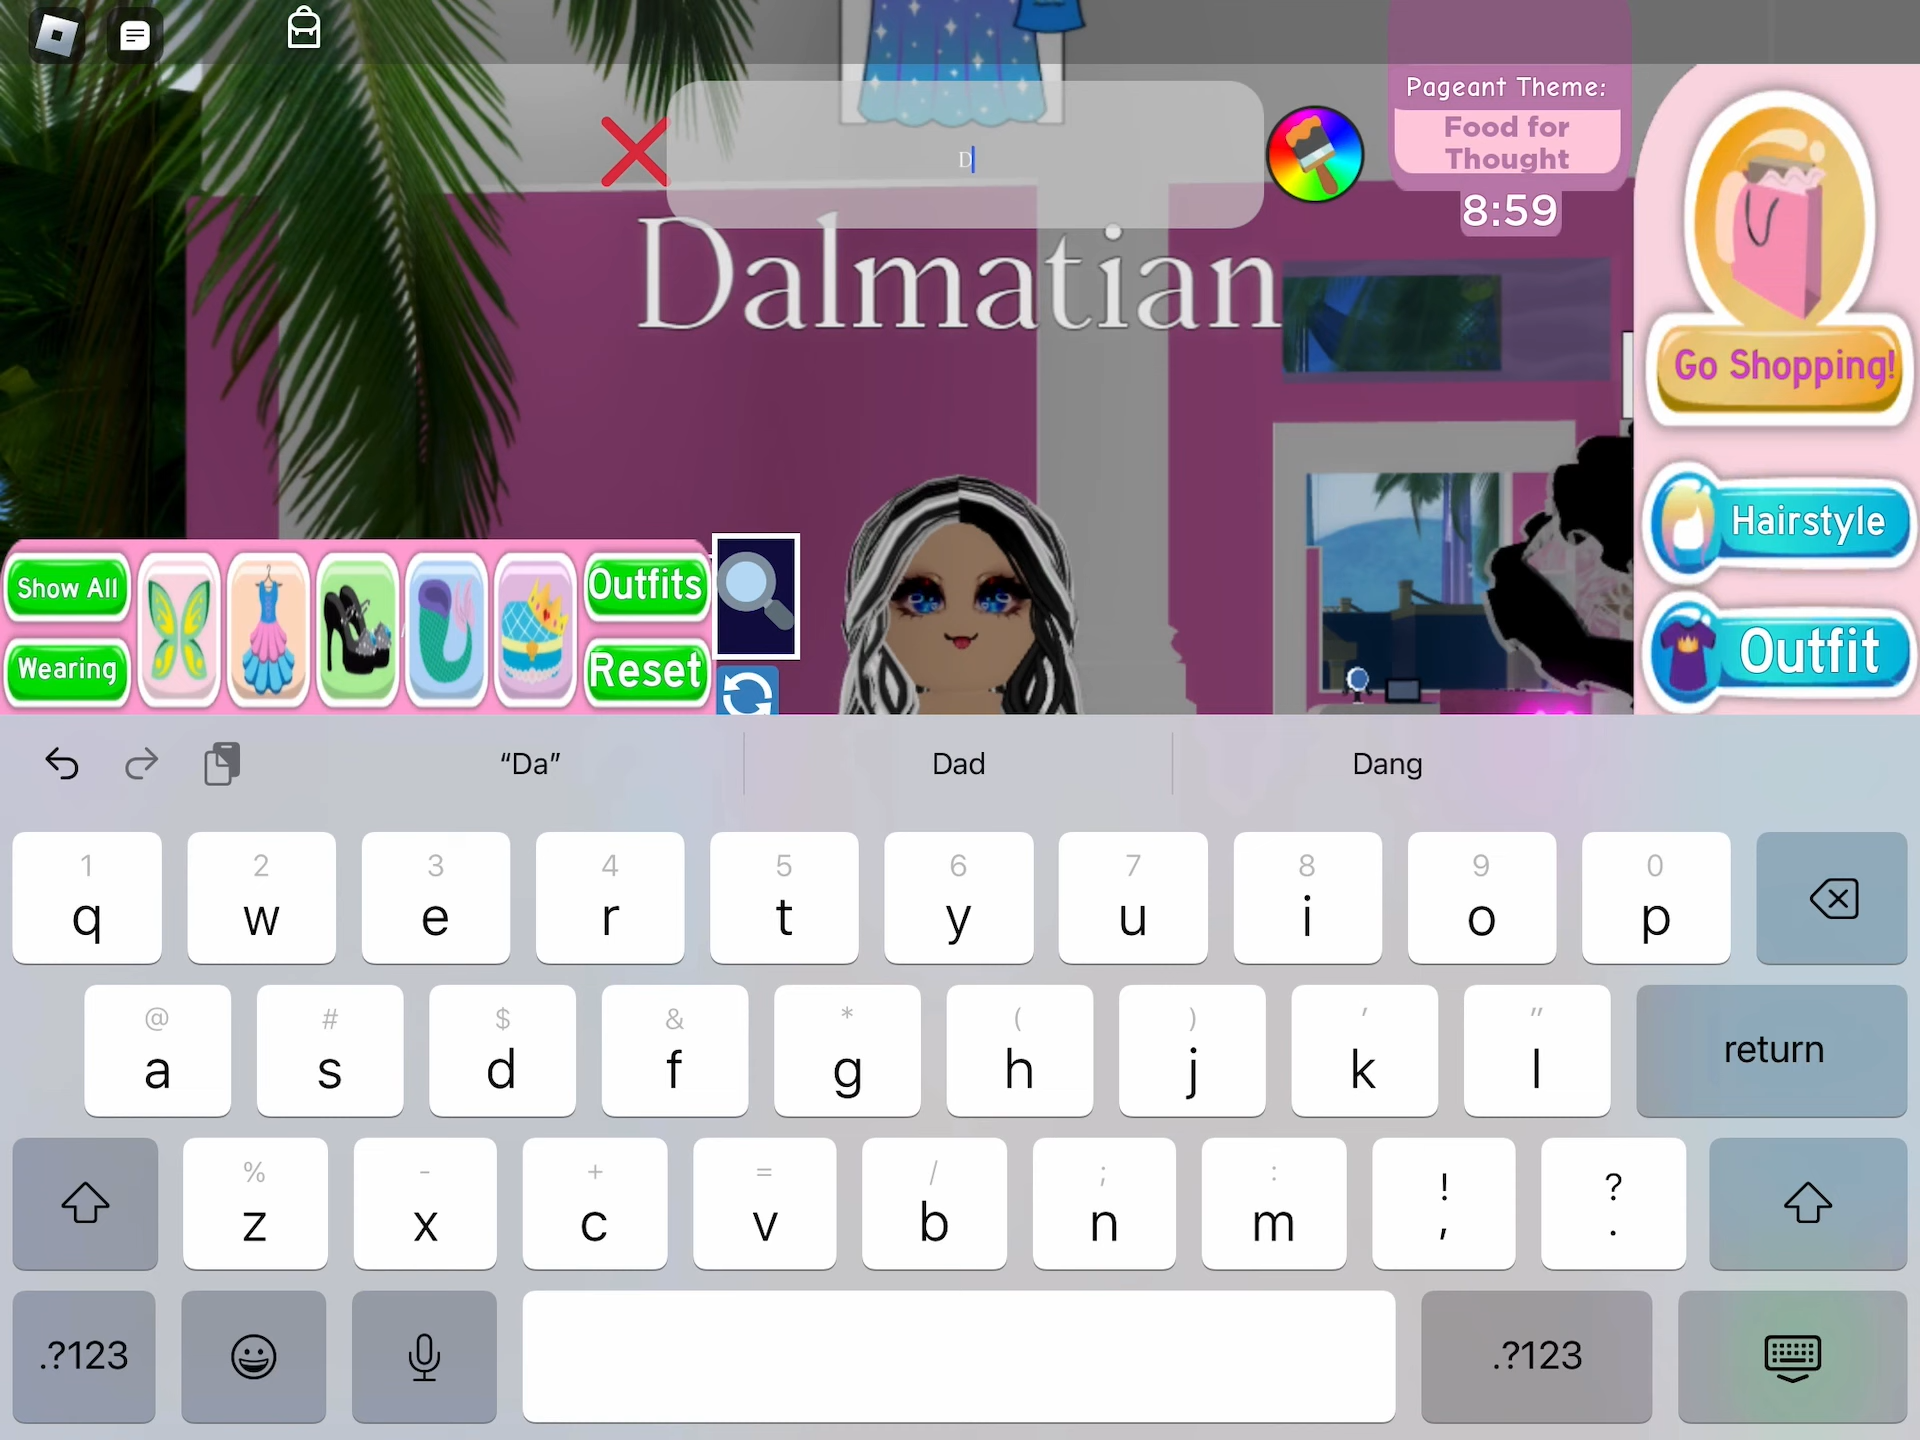 Pageant Theme:
Food for
Thought
8:59
D
Dalmatian
Go Shopping!
Hairstyle
Outfit
Show All
Wearing
Outfits
Reset
“Da”
Dad
Dang
1 2 3 4 5 6 7 8 9 0
q w e r t y u i o p
@ # $ & * ( ) ' "
a s d f g h j k l return
% - + = / ; : ! ?
z x c v b n m , .
.?123 .?123